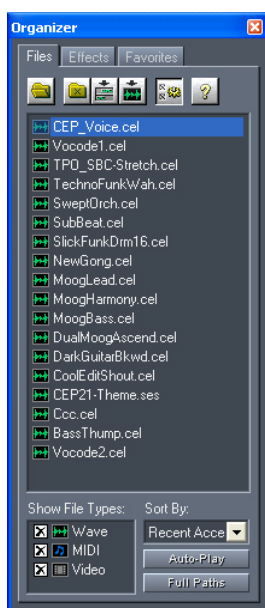 Organizer
Files Effects Favorites
?
CEP_Voice.cel
Vocode1.cel
TPO_SBC-Stretch.cel
TechnoFunkWah.cel
SweptOrch.cel
SubBeat.cel
SlickFunkDrm16.cel
NewGong.cel
MoogLead.cel
MoogHarmony.cel
MoogBass.cel
DualMoogAscend.cel
DarkGuitarBkwd.cel
CoolEditShout.cel
CEP21-Theme.ses
Ccc.cel
BassThump.cel
Vocode2.cel
Show File Types: Sort By:
Wave Recent Acce
MIDI Auto-Play
Video Full Paths